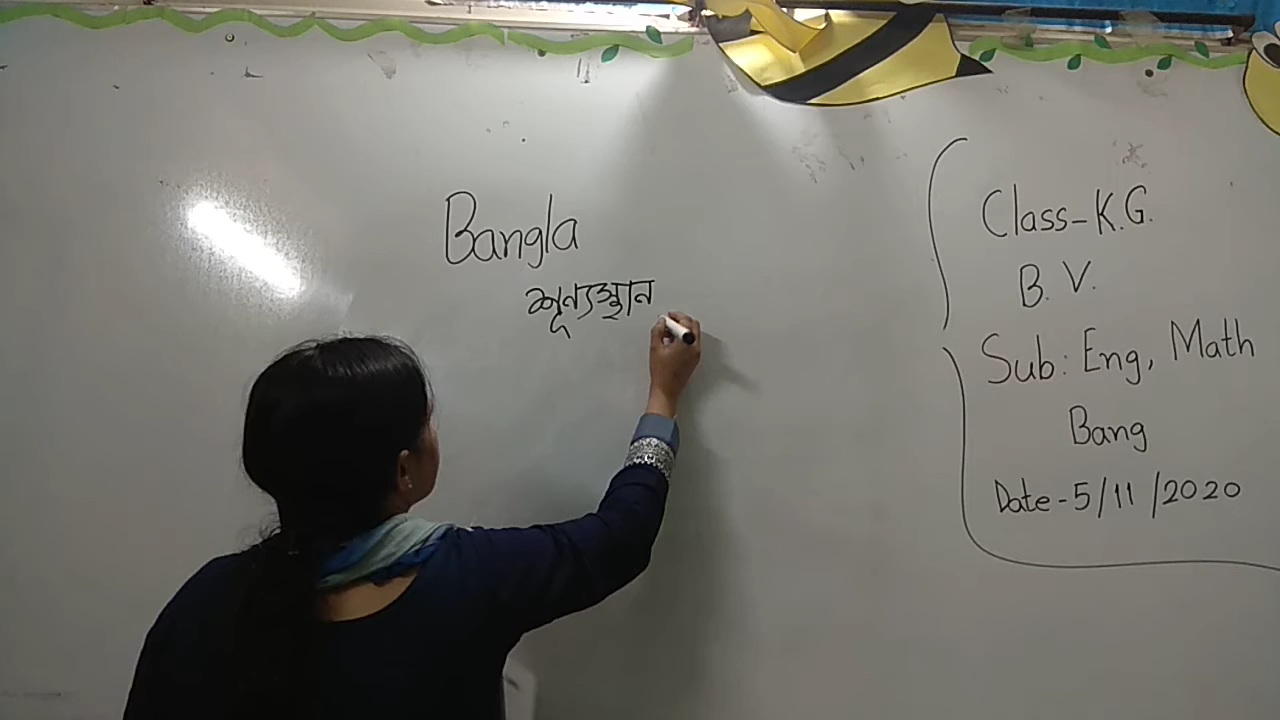 Bangla
শূন্যস্থান
Class-K.G.
B. V.
Sub: Eng, Math
Bang
Date-5/11/2020